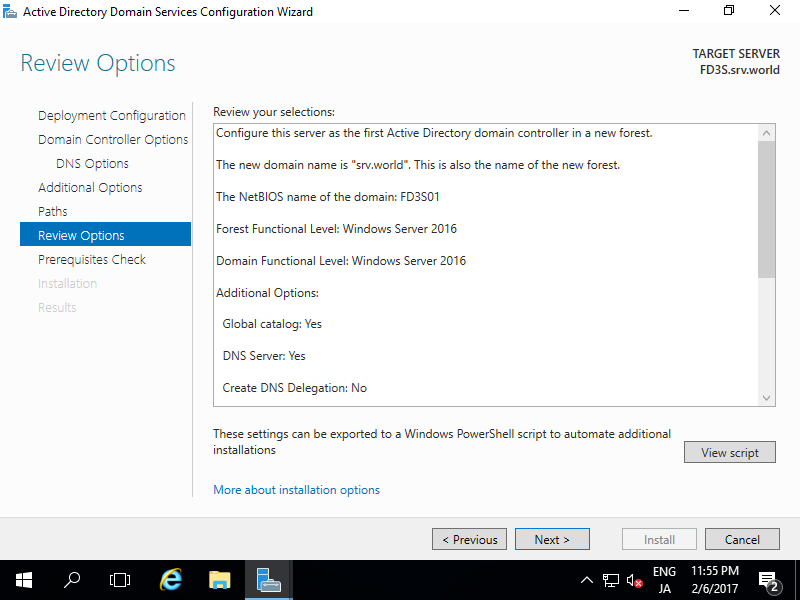 Active Directory Domain Services Configuration Wizard
Review Options
TARGET SERVER
FD3S.srv.world
Deployment Configuration
Domain Controller Options
DNS Options
Additional Options
Paths
Review Options
Prerequisites Check
Installation
Results
Review your selections:
Configure this server as the first Active Directory domain controller in a new forest.
The new domain name is "srv.world". This is also the name of the new forest.
The NetBIOS name of the domain: FD3S01
Forest Functional Level: Windows Server 2016
Domain Functional Level: Windows Server 2016
Additional Options:
Global catalog: Yes
DNS Server: Yes
Create DNS Delegation: No
These settings can be exported to a Windows PowerShell script to automate additional
installations
View script
More about installation options
< Previous
Next >
Install
Cancel
ENG
JA
11:55 PM
2/6/2017
2